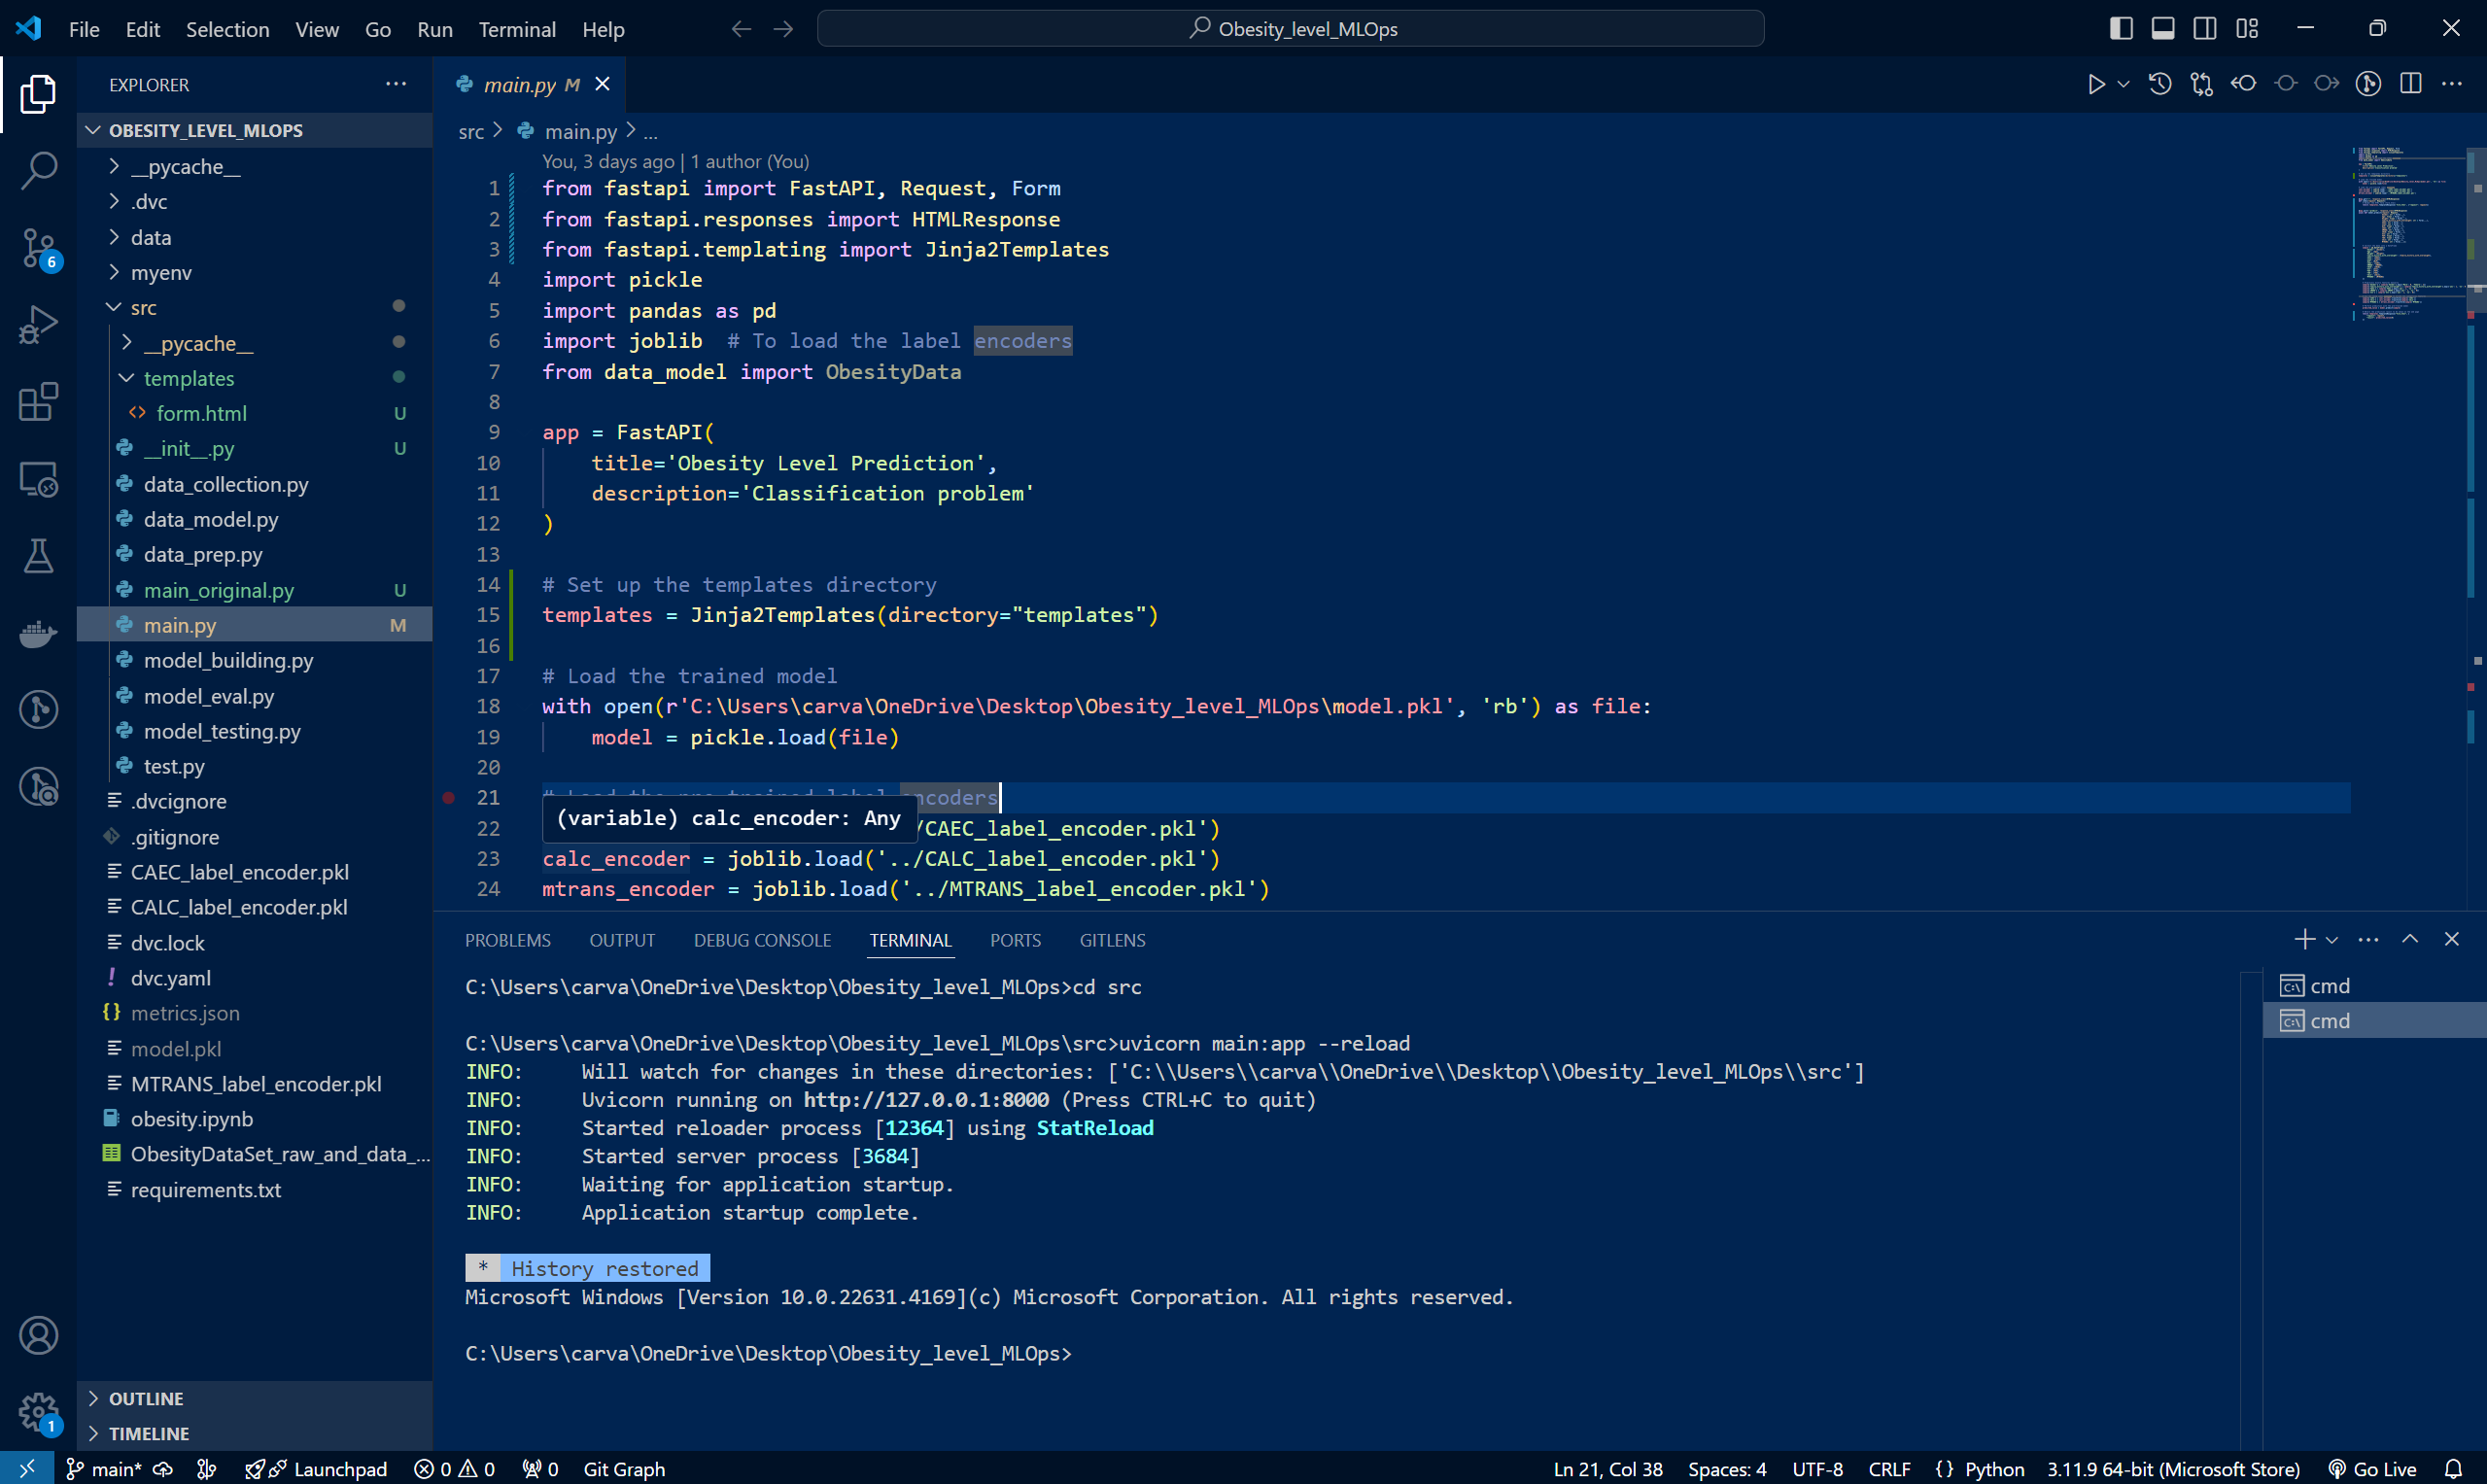 File Edit Selection View Go Run Terminal Help
Obesity_level_MLOps
EXPLORER
OBESITY_LEVEL_MLOPS
__pycache__
.dvc
data
myenv
src
__pycache__
templates
form.html U
__init__.py U
data_collection.py
data_model.py
data_prep.py
main_original.py U
main.py M
model_building.py
model_eval.py
model_testing.py
test.py
.dvcignore
.gitignore
CAEC_label_encoder.pkl
CALC_label_encoder.pkl
dvc.lock
dvc.yaml
metrics.json
model.pkl
MTRANS_label_encoder.pkl
obesity.ipynb
ObesityDataSet_raw_and_data_...
requirements.txt
OUTLINE
TIMELINE
6
1
main.py M
src > main.py > ...
You, 3 days ago | 1 author (You)
1 from fastapi import FastAPI, Request, Form
2 from fastapi.responses import HTMLResponse
3 from fastapi.templating import Jinja2Templates
4 import pickle
5 import pandas as pd
6 import joblib  # To load the label encoders
7 from data_model import ObesityData
8
9 app = FastAPI(
10     title='Obesity Level Prediction',
11     description='Classification problem'
12 )
13
14 # Set up the templates directory
15 templates = Jinja2Templates(directory="templates")
16
17 # Load the trained model
18 with open(r'C:\Users\carva\OneDrive\Desktop\Obesity_level_MLOps\model.pkl', 'rb') as file:
19     model = pickle.load(file)
20
21 encoders
(variable) calc_encoder: Any
22 /CAEC_label_encoder.pkl')
23 calc_encoder = joblib.load('../CALC_label_encoder.pkl')
24 mtrans_encoder = joblib.load('../MTRANS_label_encoder.pkl')
PROBLEMS OUTPUT DEBUG CONSOLE TERMINAL PORTS GITLENS
cmd
cmd
C:\Users\carva\OneDrive\Desktop\Obesity_level_MLOps>cd src
C:\Users\carva\OneDrive\Desktop\Obesity_level_MLOps\src>uvicorn main:app --reload
INFO:     Will watch for changes in these directories: ['C:\\Users\\carva\\OneDrive\\Desktop\\Obesity_level_MLOps\\src']
INFO:     Uvicorn running on http://127.0.0.1:8000 (Press CTRL+C to quit)
INFO:     Started reloader process [12364] using StatReload
INFO:     Started server process [3684]
INFO:     Waiting for application startup.
INFO:     Application startup complete.
* History restored
Microsoft Windows [Version 10.0.22631.4169](c) Microsoft Corporation. All rights reserved.
C:\Users\carva\OneDrive\Desktop\Obesity_level_MLOps>
main* Launchpad 0 0 0 Git Graph Ln 21, Col 38 Spaces: 4 UTF-8 CRLF {} Python 3.11.9 64-bit (Microsoft Store) Go Live